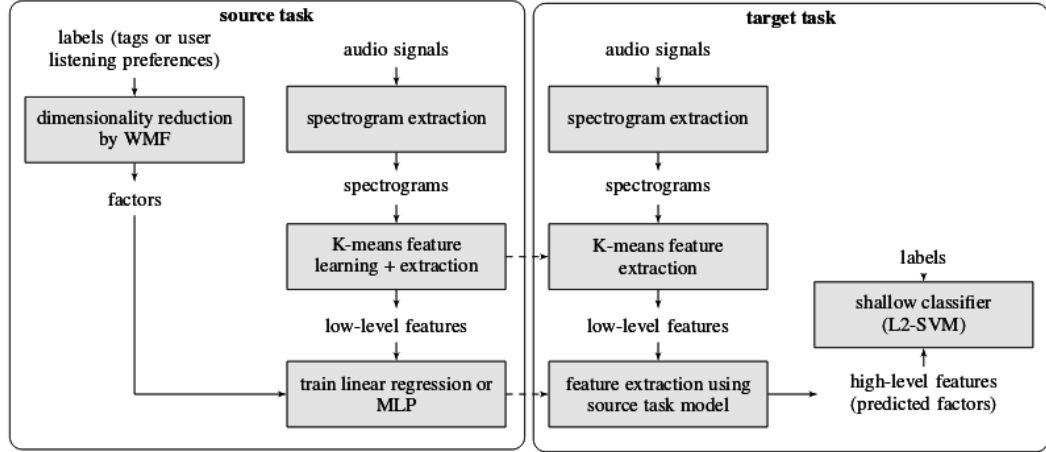 source task
labels (tags or user
listening preferences)
dimensionality reduction
by WMF
factors
audio signals
spectrogram extraction
spectrograms
K-means feature
learning + extraction
low-level features
train linear regression or
MLP
target task
audio signals
spectrogram extraction
spectrograms
K-means feature
extraction
low-level features
feature extraction using
source task model
labels
shallow classifier
(L2-SVM)
high-level features
(predicted factors)